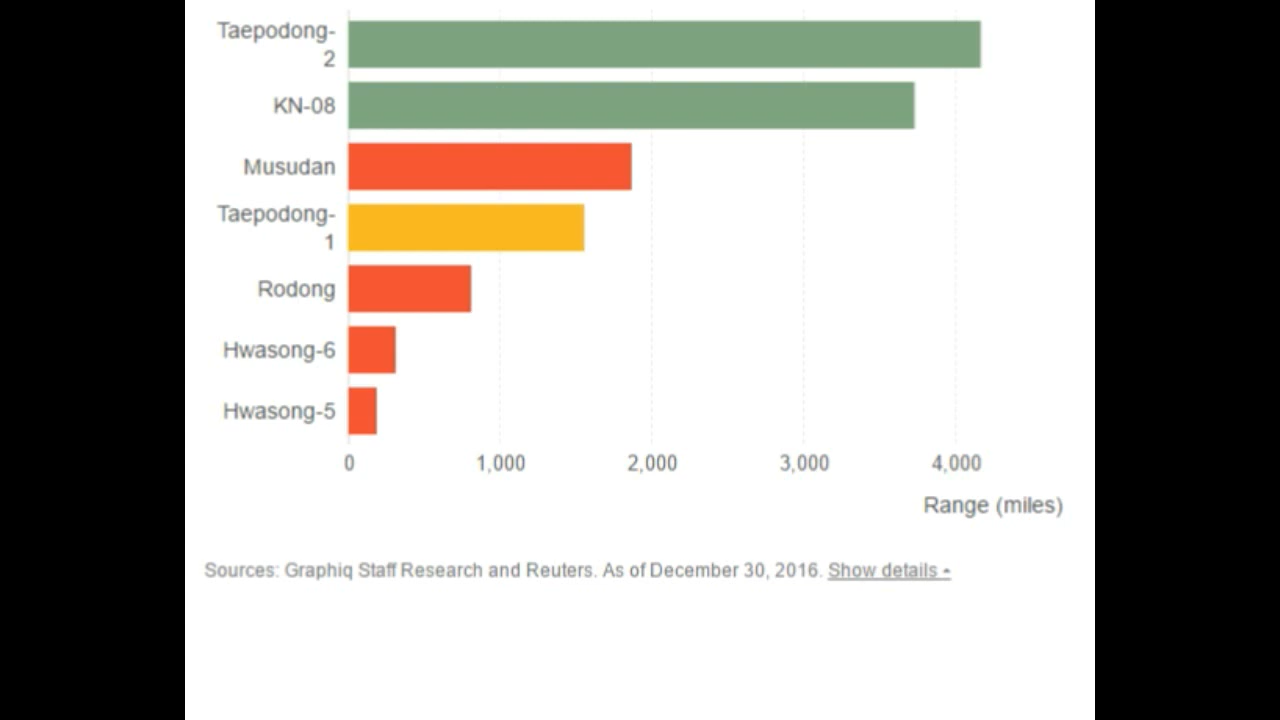 Taepodong-
2
KN-08
Musudan
Taepodong-
1
Rodong
Hwasong-6
Hwasong-5
0 1,000 2,000 3,000 4,000
Range (miles)
Sources: Graphiq Staff Research and Reuters. As of December 30, 2016. Show details